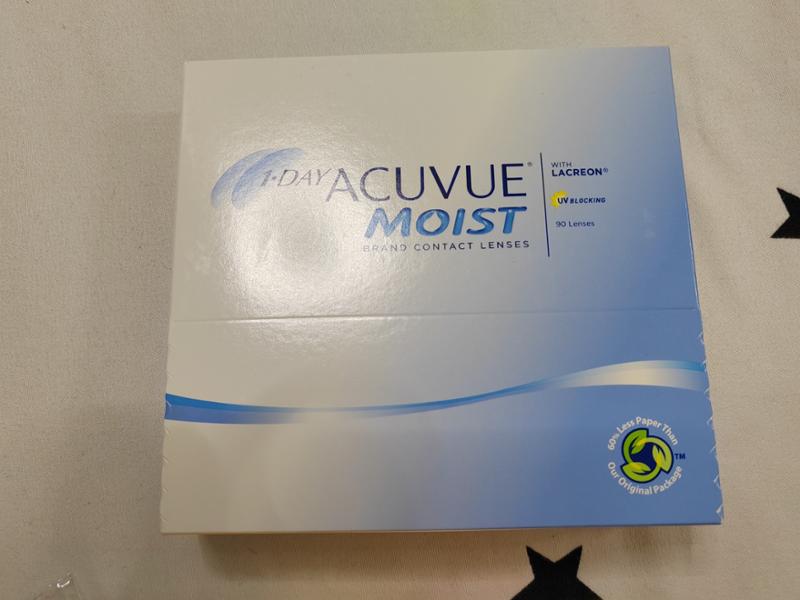 1·DAY ACUVUE®
MOIST
BRAND CONTACT LENSES
WITH
LACREON®
UV BLOCKING
90 Lenses
60% Less Paper Than
Our Original Package
TM